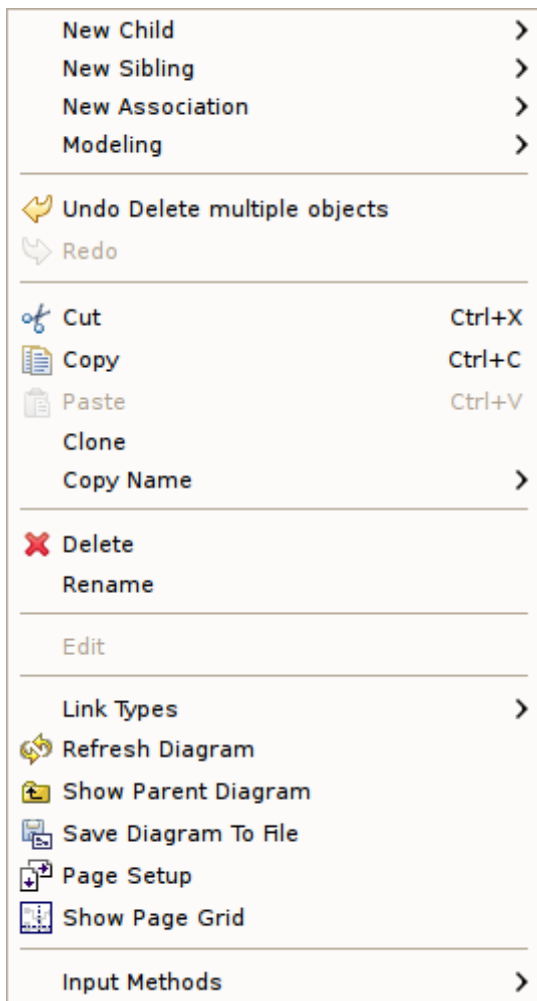 New Child
New Sibling
New Association
Modeling
Undo Delete multiple objects
Redo
Cut Ctrl+X
Copy Ctrl+C
Paste Ctrl+V
Clone
Copy Name
Delete
Rename
Edit
Link Types
Refresh Diagram
Show Parent Diagram
Save Diagram To File
Page Setup
Show Page Grid
Input Methods